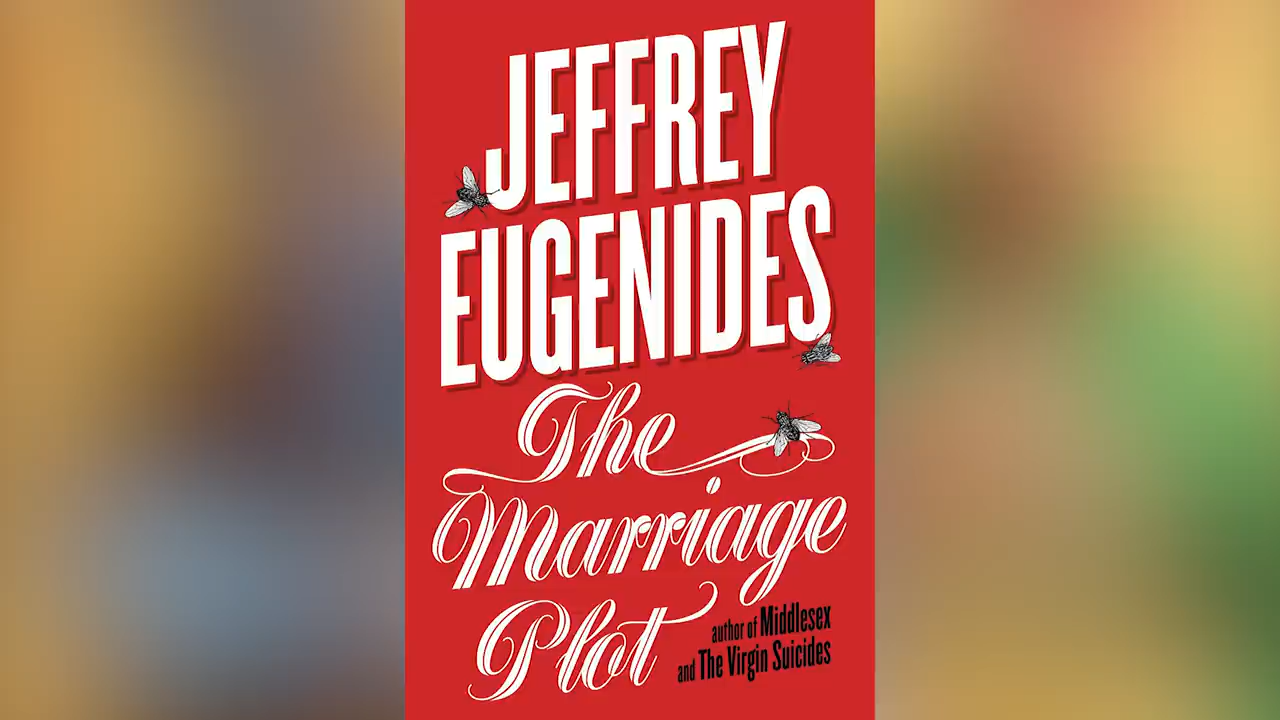 JEFFREY
EUGENIDES
The
Marriage
Plot
author of Middlesex
and The Virgin Suicides